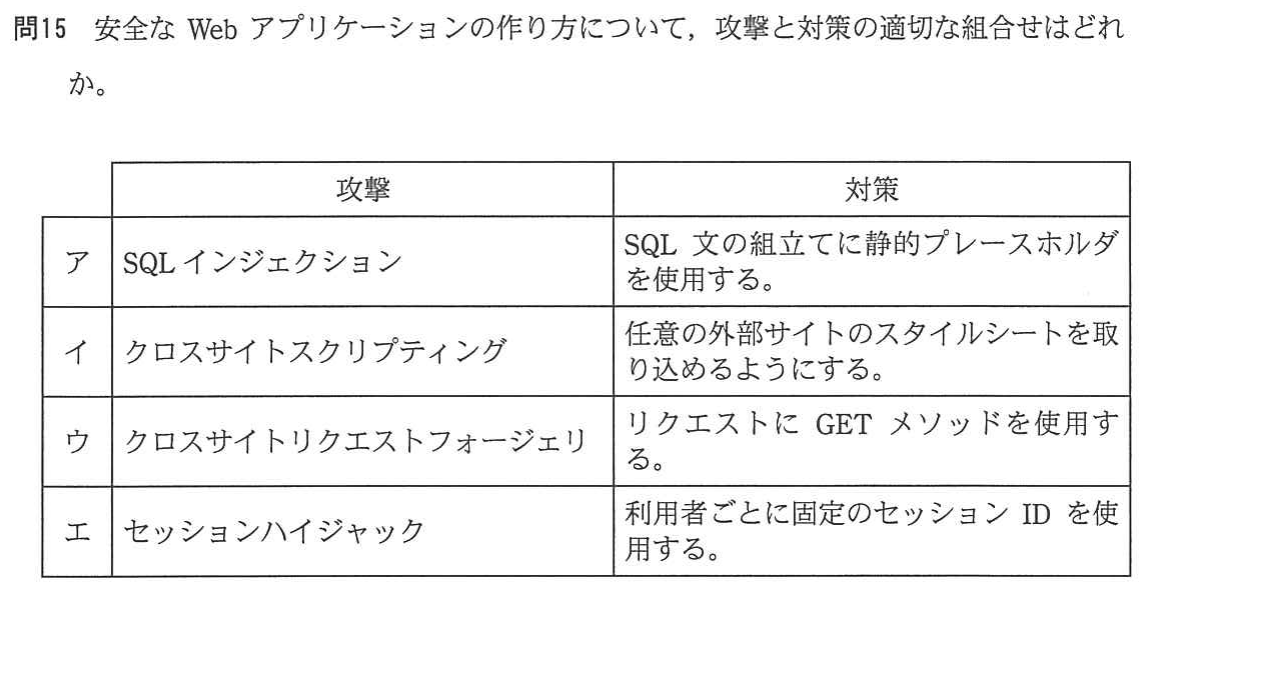 問15 安全な Web アプリケーションの作り方について，攻撃と対策の適切な組合せはどれ
か。
攻撃 対策
ア SQL インジェクション SQL 文の組立てに静的プレースホルダ
を使用する。
イ クロスサイトスクリプティング 任意の外部サイトのスタイルシートを取
り込めるようにする。
ウ クロスサイトリクエストフォージェリ リクエストに GET メソッドを使用す
る。
エ セッションハイジャック 利用者ごとに固定のセッション ID を使
用する。